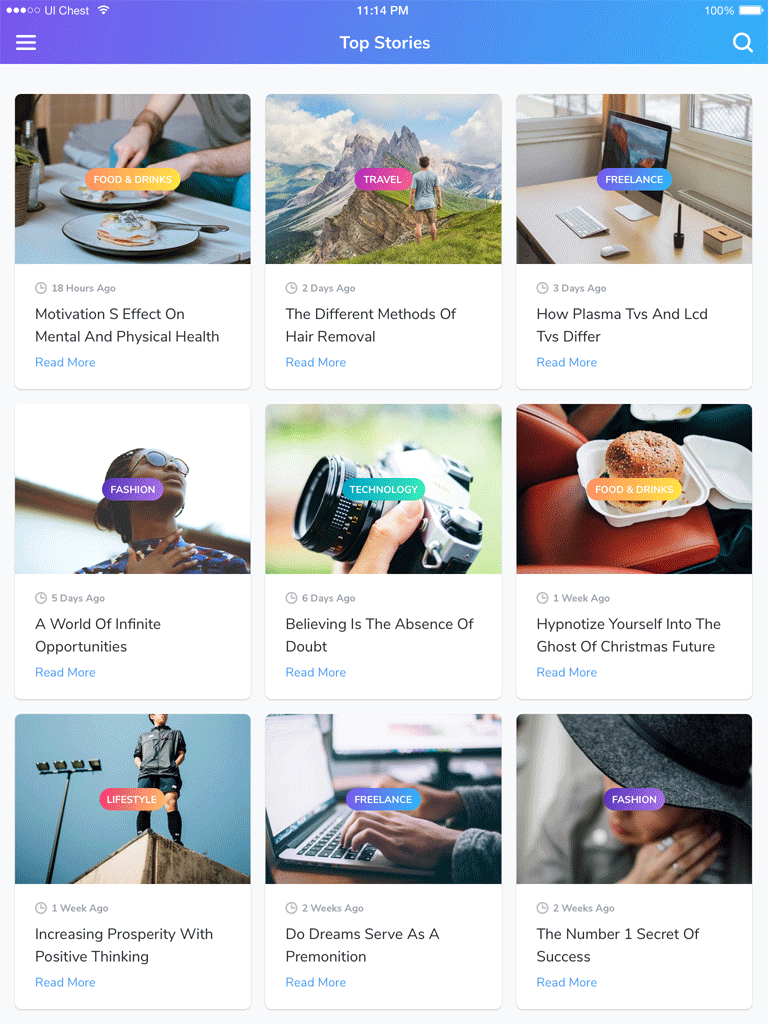 UI Chest
11:14 PM
100%
Top Stories
FOOD & DRINKS
18 Hours Ago
Motivation S Effect On
Mental And Physical Health
Read More
TRAVEL
2 Days Ago
The Different Methods Of
Hair Removal
Read More
FREELANCE
3 Days Ago
How Plasma Tvs And Lcd
Tvs Differ
Read More
FASHION
5 Days Ago
A World Of Infinite
Opportunities
Read More
TECHNOLOGY
6 Days Ago
Believing Is The Absence Of
Doubt
Read More
FOOD & DRINKS
1 Week Ago
Hypnotize Yourself Into The
Ghost Of Christmas Future
Read More
LIFESTYLE
1 Week Ago
Increasing Prosperity With
Positive Thinking
Read More
FREELANCE
2 Weeks Ago
Do Dreams Serve As A
Premonition
Read More
FASHION
2 Weeks Ago
The Number 1 Secret Of
Success
Read More